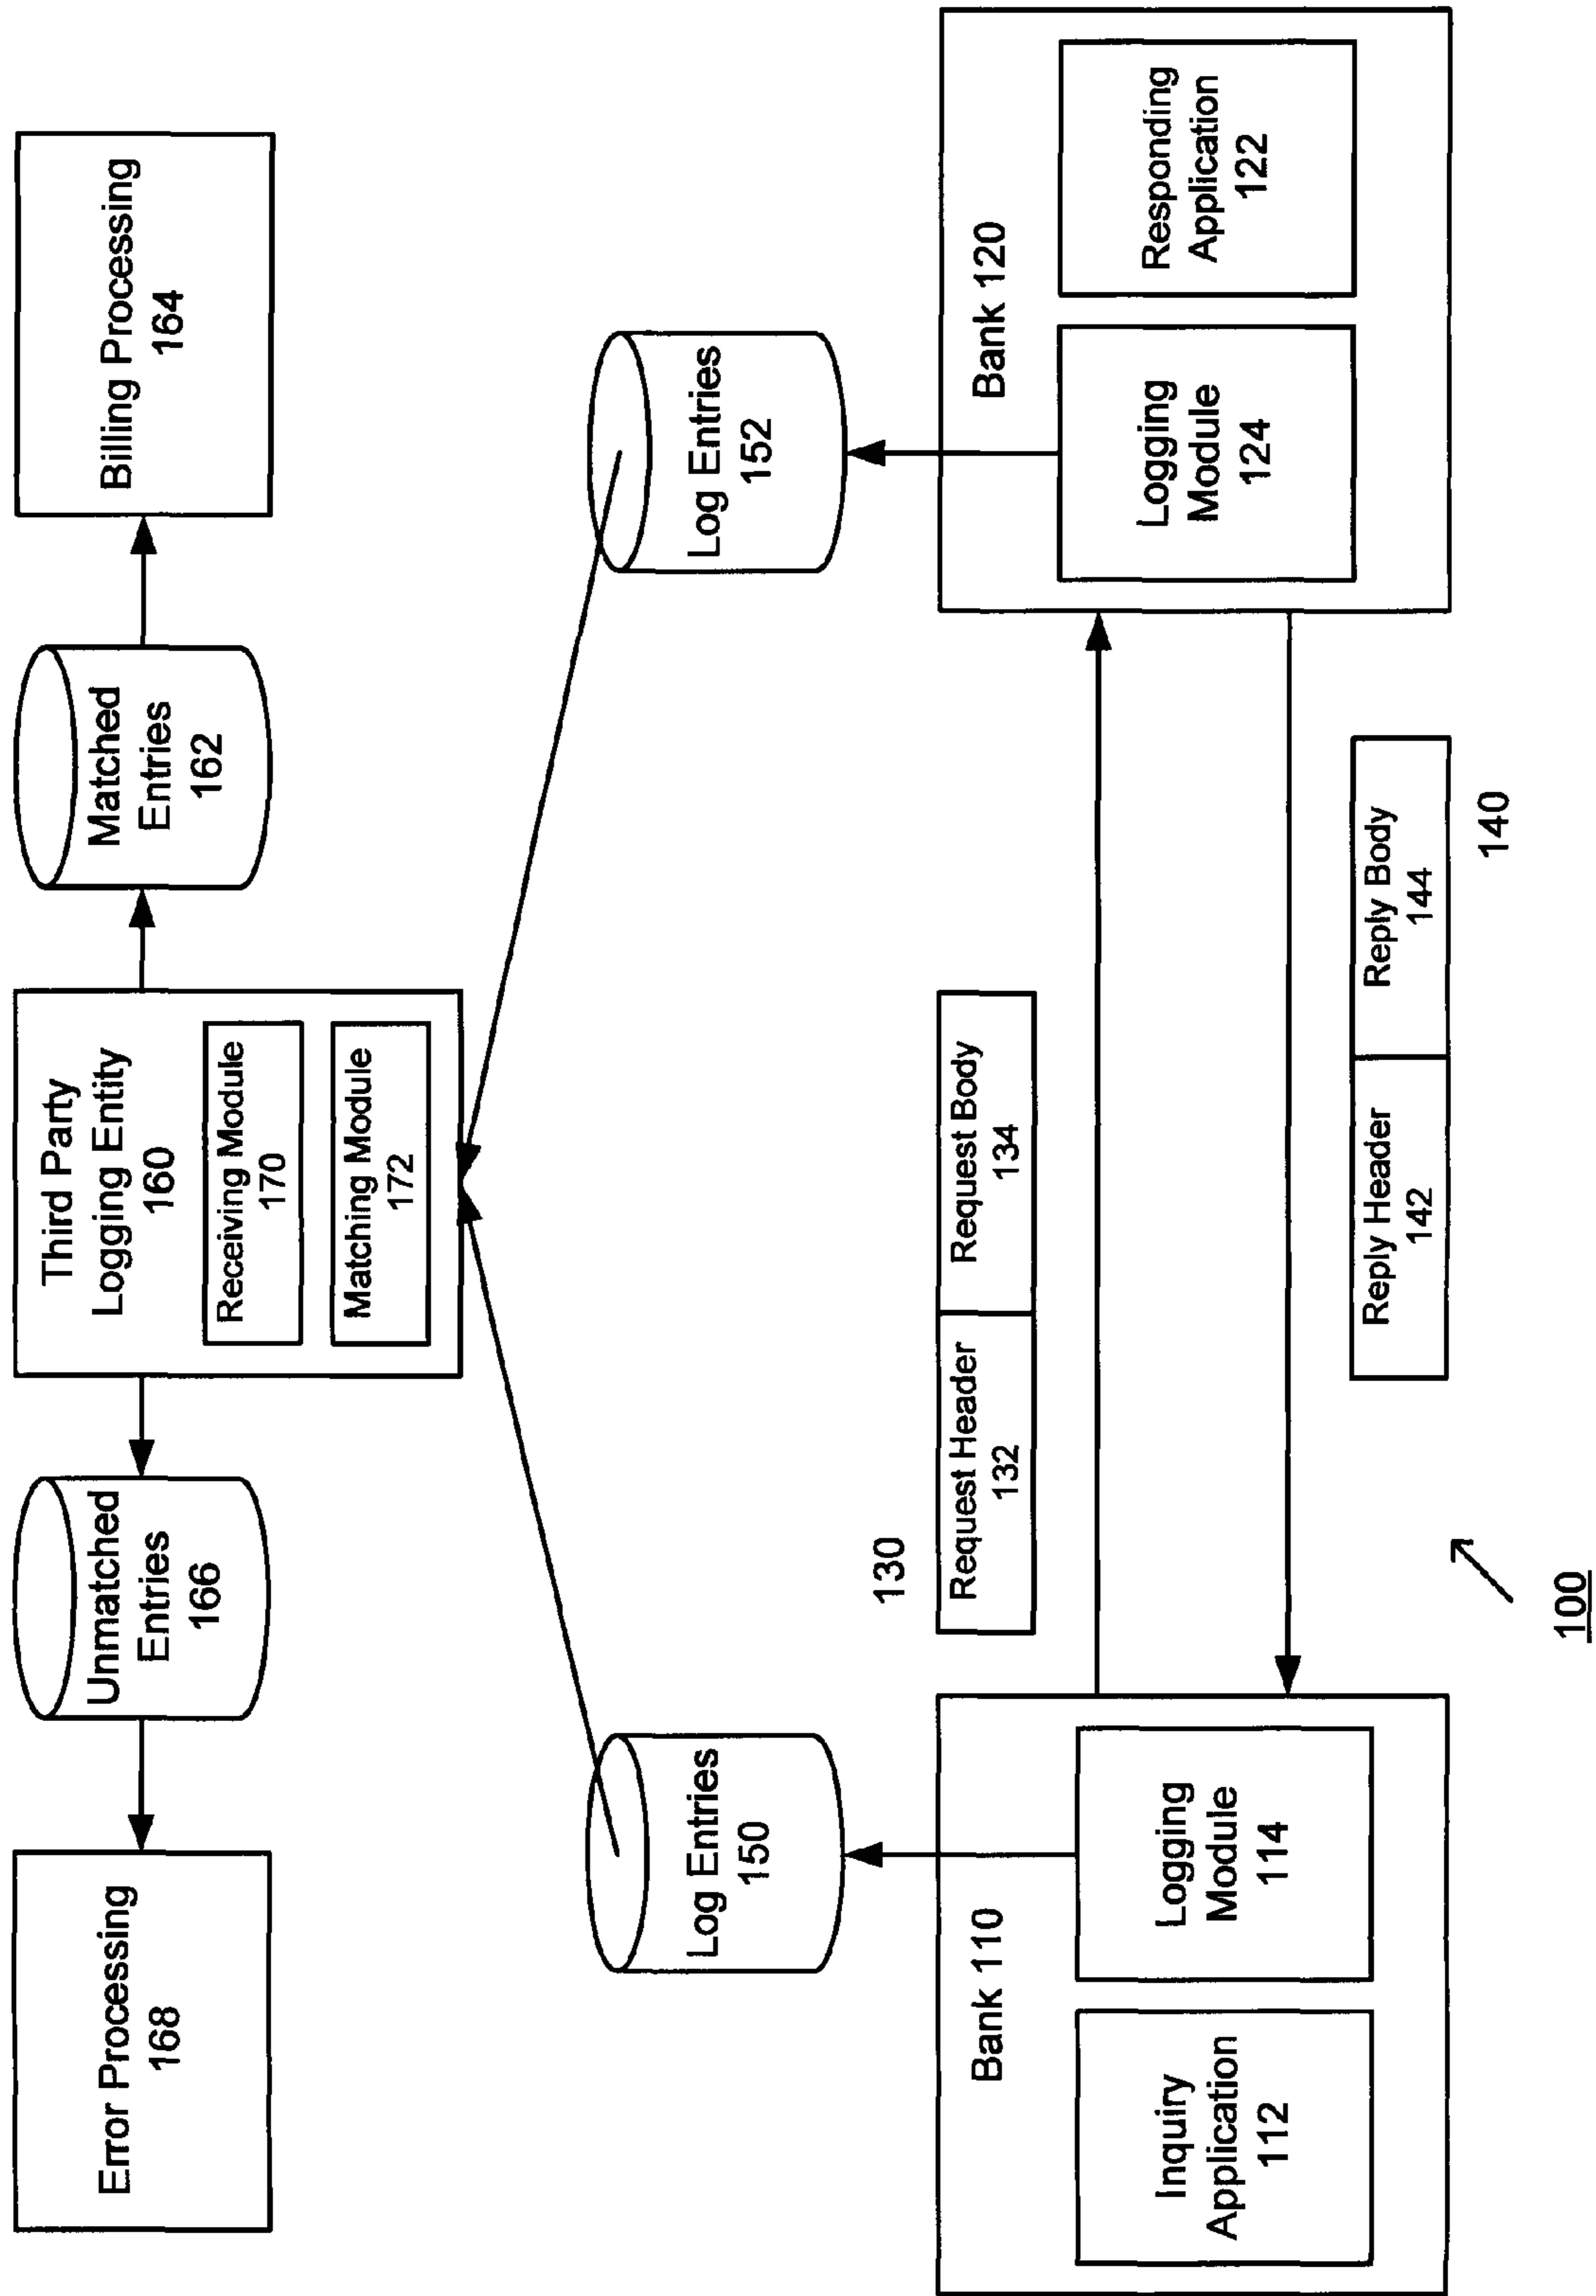 Error Processing
168
Unmatched
Entries
166
Third Party
Logging Entity
160
Receiving Module
170
Matching Module
172
Matched
Entries
162
Billing Processing
164
Log Entries
150
Log Entries
152
Bank 110
Inquiry
Application
112
Logging
Module
114
130
Request Header
132
Request Body
134
Reply Header
142
Reply Body
144
140
Bank 120
Logging
Module
124
Responding
Application
122
100